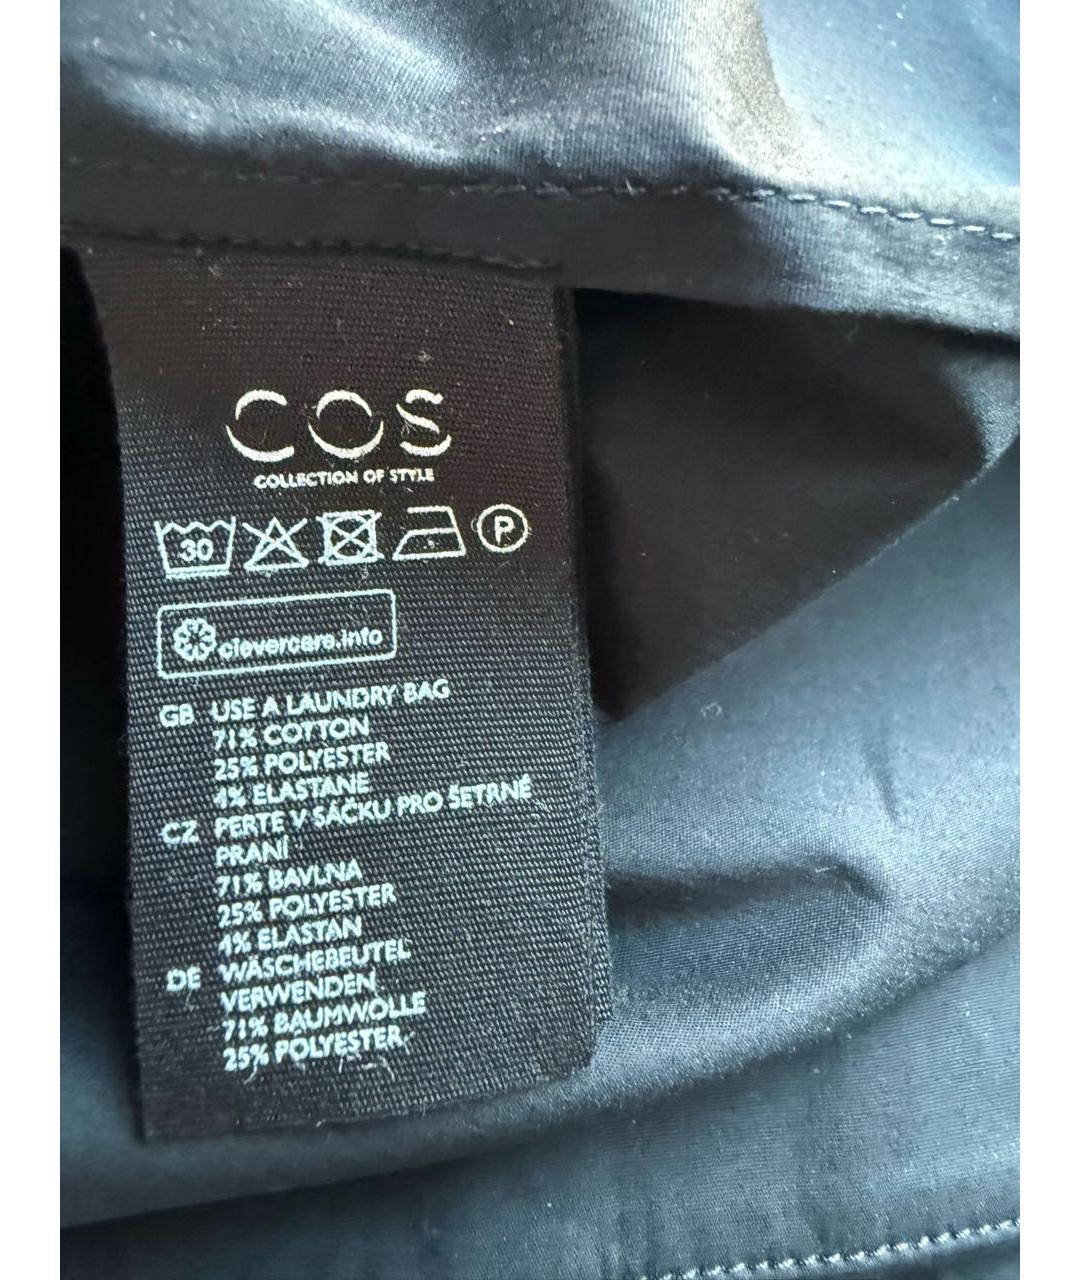 COS
COLLECTION OF STYLE
30 P
clevercare.info
GB USE A LAUNDRY BAG
71% COTTON
25% POLYESTER
4% ELASTANE
CZ PERTE V SÁČKU PRO ŠETRNÉ
PRANÍ
71% BAVLNA
25% POLYESTER
4% ELASTAN
DE WÄSCHEBEUTEL
VERWENDEN
71% BAUMWOLLE
25% POLYESTER